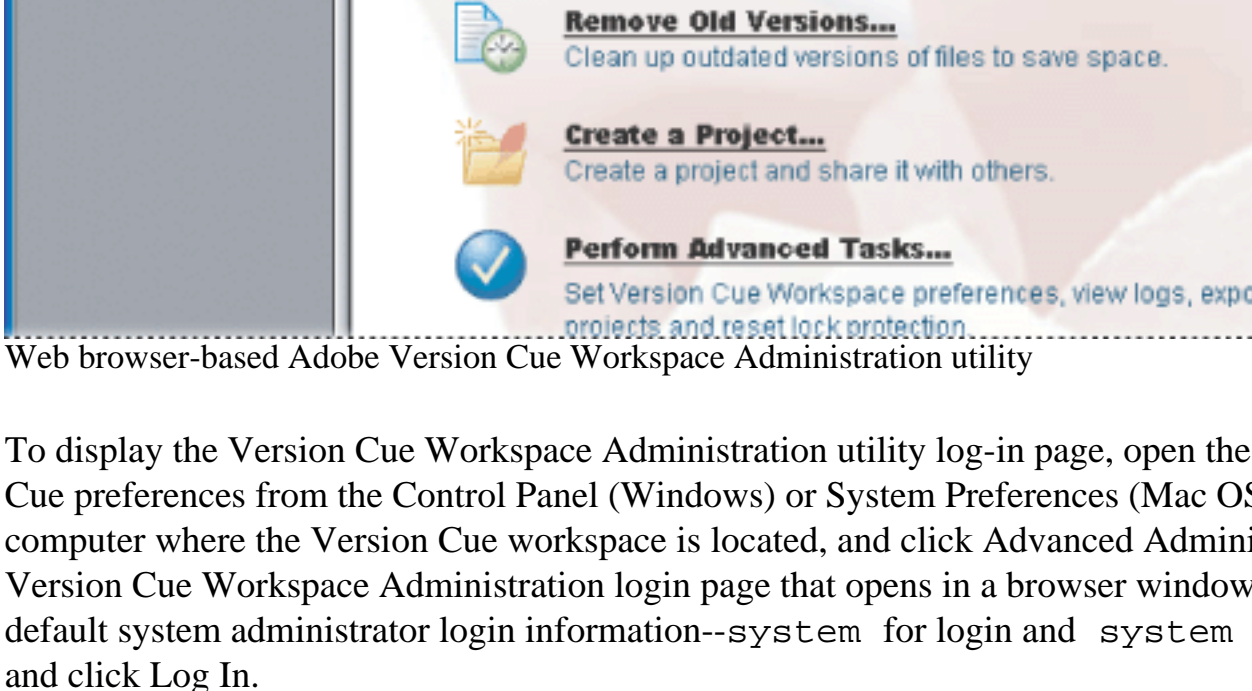 Remove Old Versions...
Clean up outdated versions of files to save space.
Create a Project...
Create a project and share it with others.
Perform Advanced Tasks...
Set Version Cue Workspace preferences, view logs, expo
projects and reset lock protection.
Web browser-based Adobe Version Cue Workspace Administration utility
To display the Version Cue Workspace Administration utility log-in page, open the
Cue preferences from the Control Panel (Windows) or System Preferences (Mac OS
computer where the Version Cue workspace is located, and click Advanced Admini
Version Cue Workspace Administration login page that opens in a browser window
default system administrator login information--system for login and system
and click Log In.